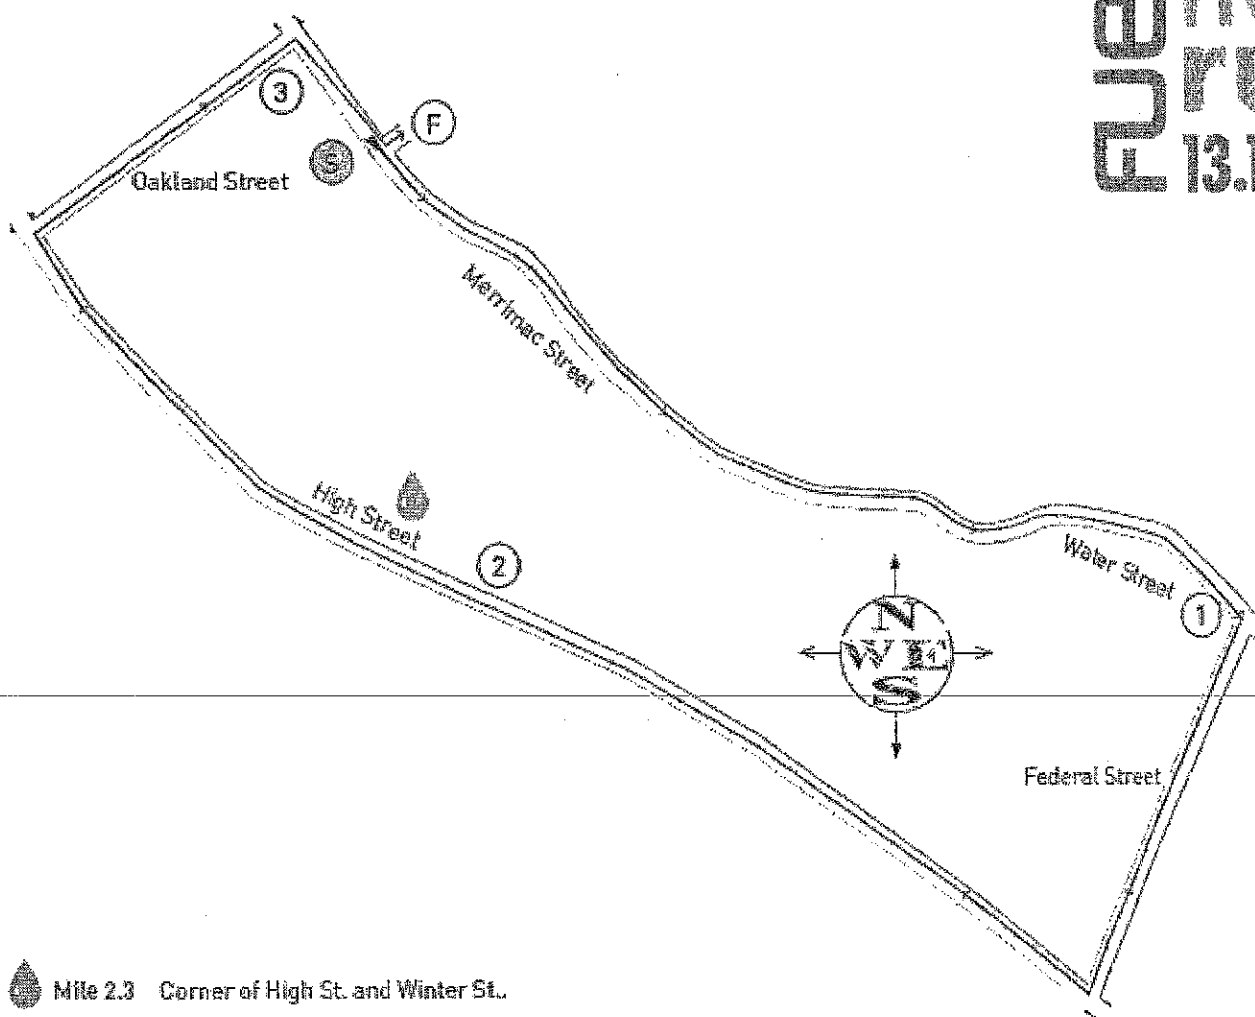 3
F
S
Oakland Street
Merrimac Street
High Street
2
Water Street
1
N
W E
S
Federal Street
13.1
Mile 2.3 Corner of High St. and Winter St..